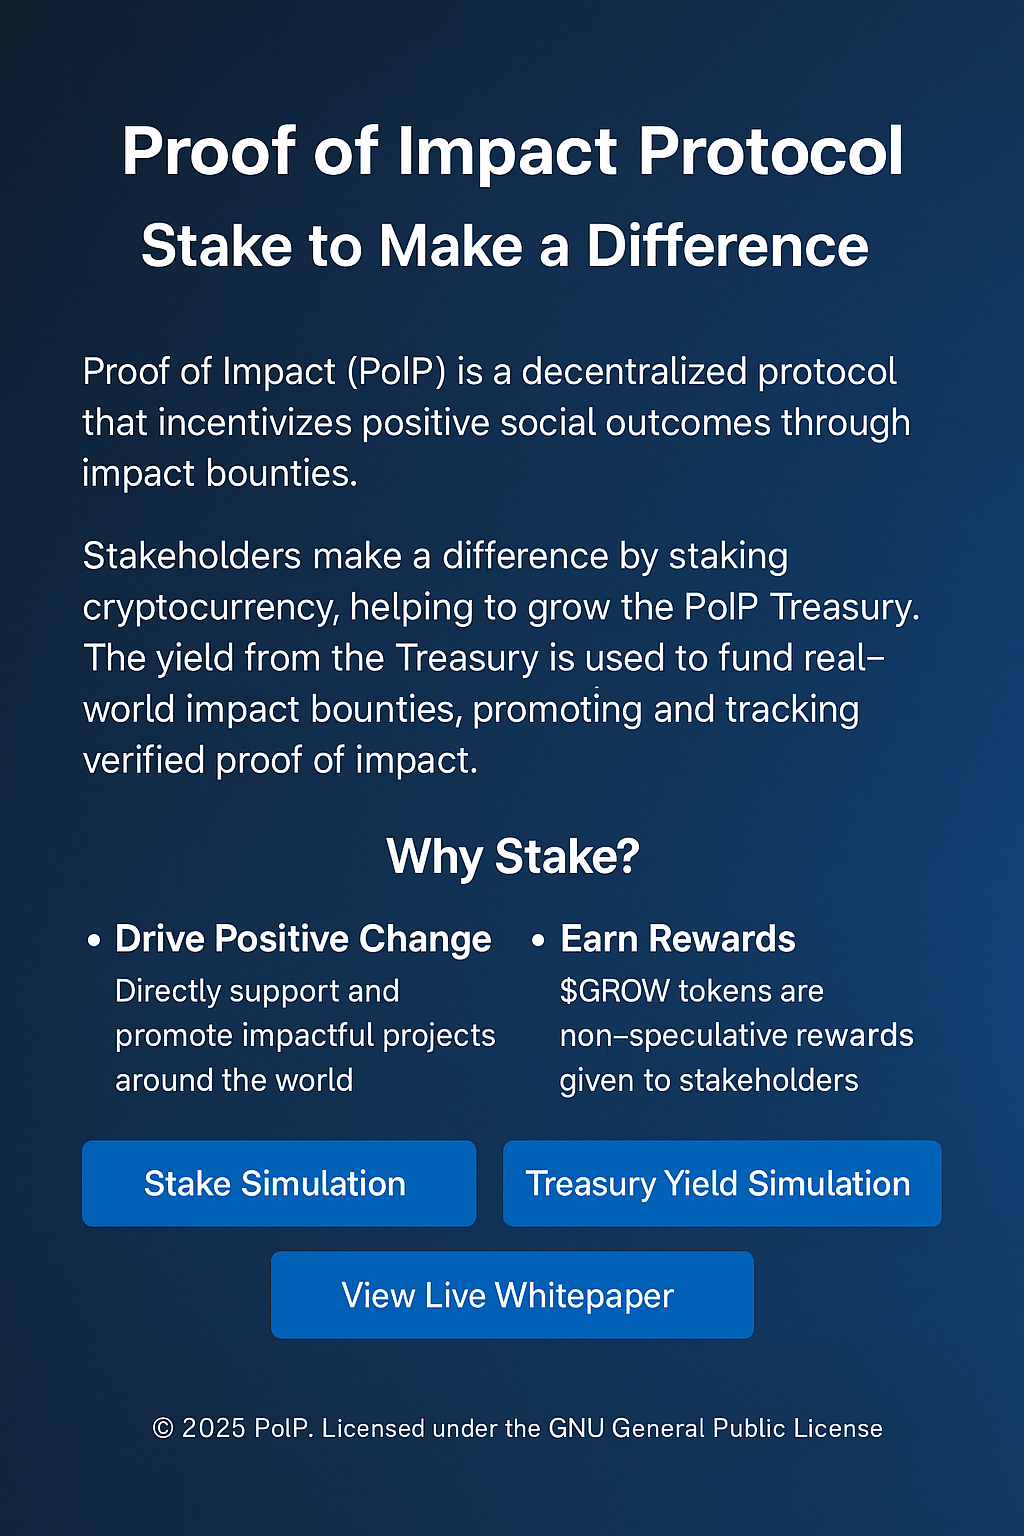 Proof of Impact Protocol
Stake to Make a Difference
Proof of Impact (PoIP) is a decentralized protocol
that incentivizes positive social outcomes through
impact bounties.
Stakeholders make a difference by staking
cryptocurrency, helping to grow the PoIP Treasury.
The yield from the Treasury is used to fund real–
world impact bounties, promoting and tracking
verified proof of impact.
Why Stake?
• Drive Positive Change
Directly support and
promote impactful projects
around the world
• Earn Rewards
$GROW tokens are
non–speculative rewards
given to stakeholders
Stake Simulation
Treasury Yield Simulation
View Live Whitepaper
© 2025 PoIP. Licensed under the GNU General Public License